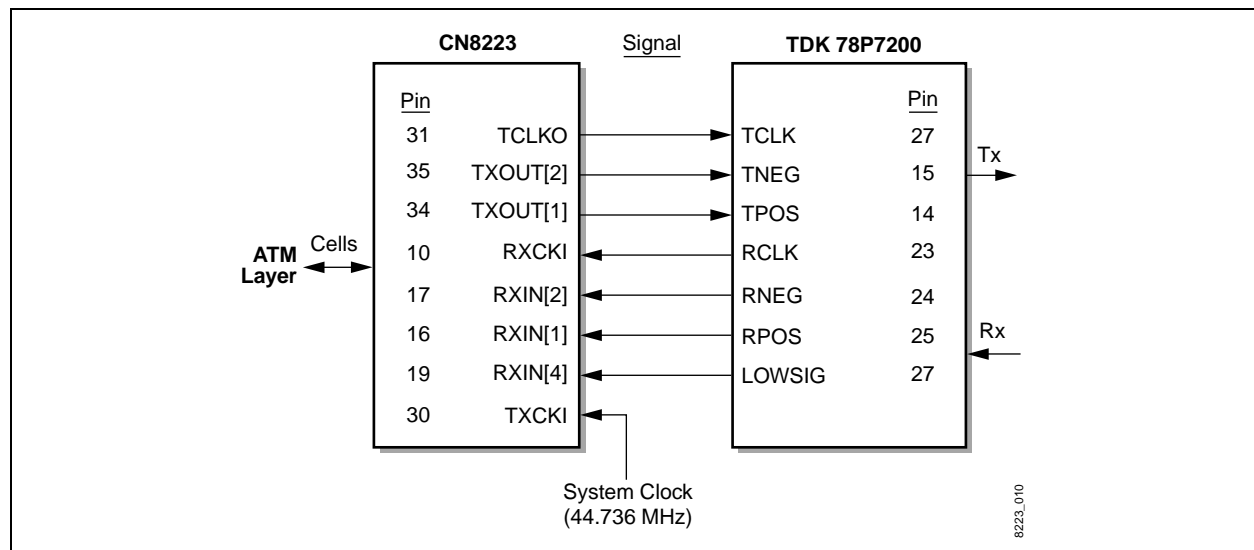 CN8223 Signal TDK 78P7200
Pin Pin
31 TCLKO TCLK 27
Tx
35 TXOUT[2] TNEG 15
34 TXOUT[1] TPOS 14
Cells
ATM
Layer
10 RXCKI RCLK 23
17 RXIN[2] RNEG 24
16 RXIN[1] RPOS 25
Rx
19 RXIN[4] LOWSIG 27
30 TXCKI
System Clock
(44.736 MHz)
8223_010